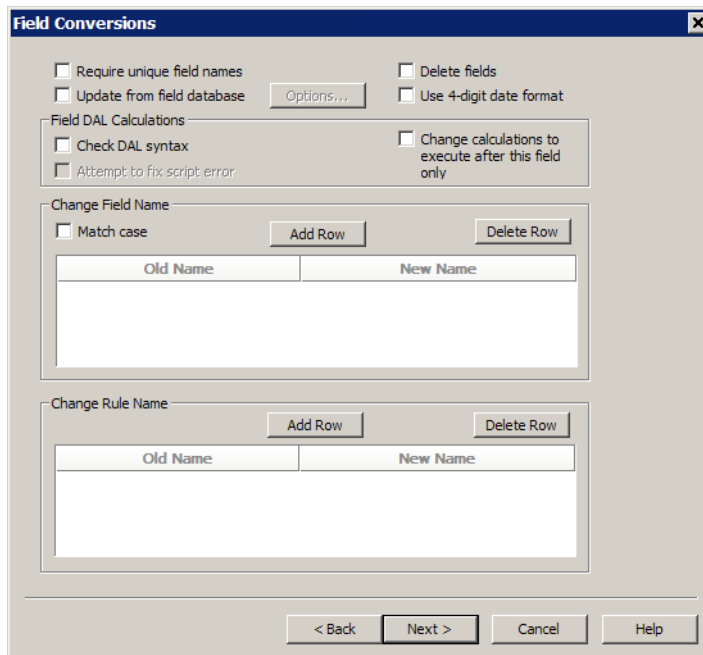 Field Conversions
Require unique field names
Delete fields
Update from field database
Options...
Use 4-digit date format
Field DAL Calculations
Check DAL syntax
Change calculations to
execute after this field
only
Attempt to fix script error
Change Field Name
Match case
Add Row
Delete Row
Old Name
New Name
Change Rule Name
Add Row
Delete Row
Old Name
New Name
< Back
Next >
Cancel
Help